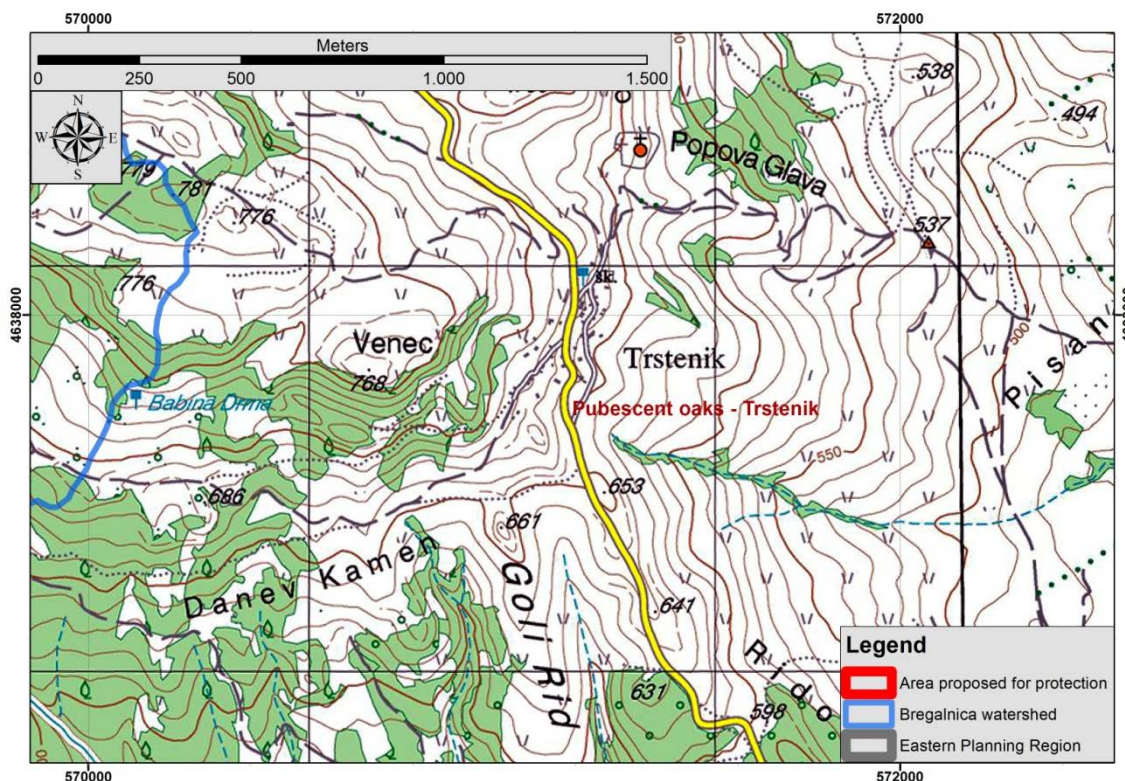 570000
572000
Meters
0
250
500
1.000
1.500
N
W
E
S
.538
.494
Popova Glava
781
776
537
776
sk.
4638000
Venec
Trstenik
500
Pisan
768
Babina Drma
Pubescent oaks - Trstenik
550
.653
686
661
Danev Kamen
Goli Rid
.641
Rido
631
598
Legend
Area proposed for protection
Bregalnica watershed
Eastern Planning Region
570000
572000